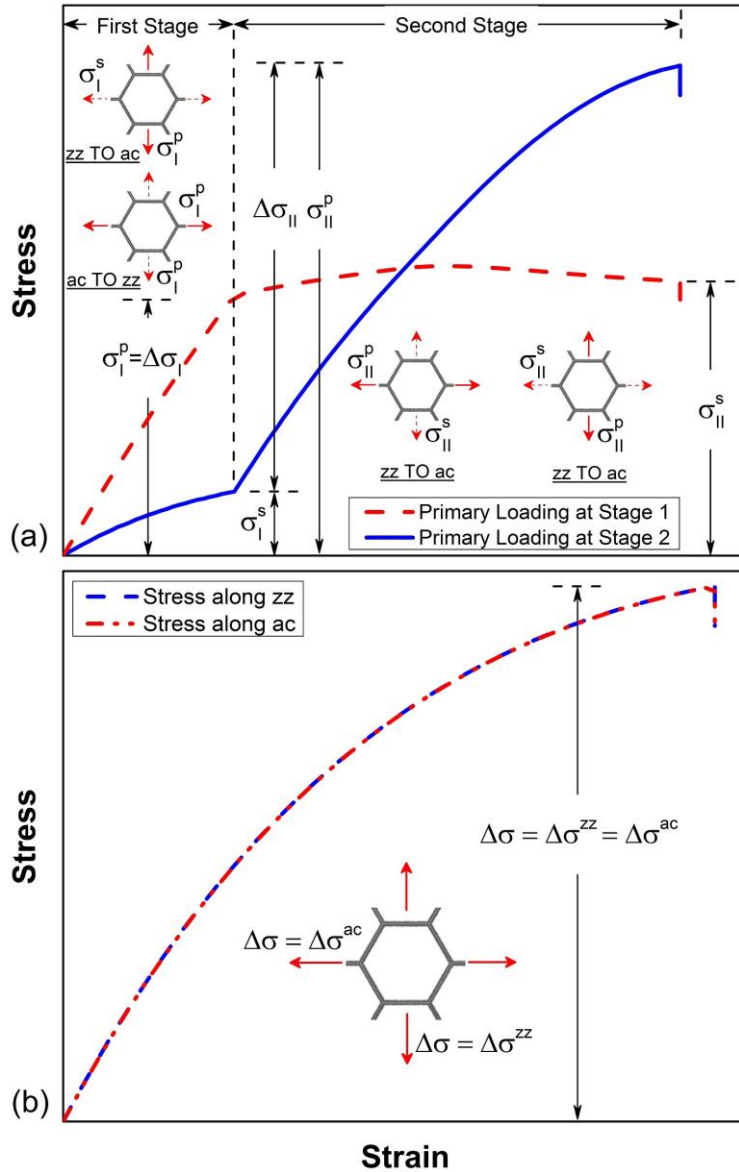 First Stage
Second Stage
σ_I^s
σ_I^p
zz TO ac
σ_I^p
σ_I^p
ac TO zz
σ_I^p=Δσ_I
Δσ_II
σ_II^p
σ_I^s
σ_II^p
σ_II^s
zz TO ac
σ_II^s
σ_II^p
zz TO ac
σ_II^s
Stress
(a)
Primary Loading at Stage 1
Primary Loading at Stage 2
Stress along zz
Stress along ac
Δσ = Δσ^zz = Δσ^ac
Δσ = Δσ^ac
Δσ = Δσ^zz
Stress
(b)
Strain